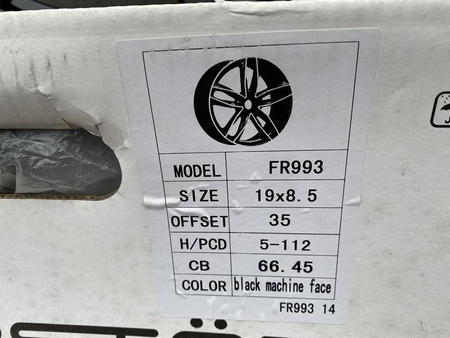 MODEL FR993
SIZE 19x8.5
OFFSET 35
H/PCD 5-112
CB 66.45
COLOR black machine face
FR993 14